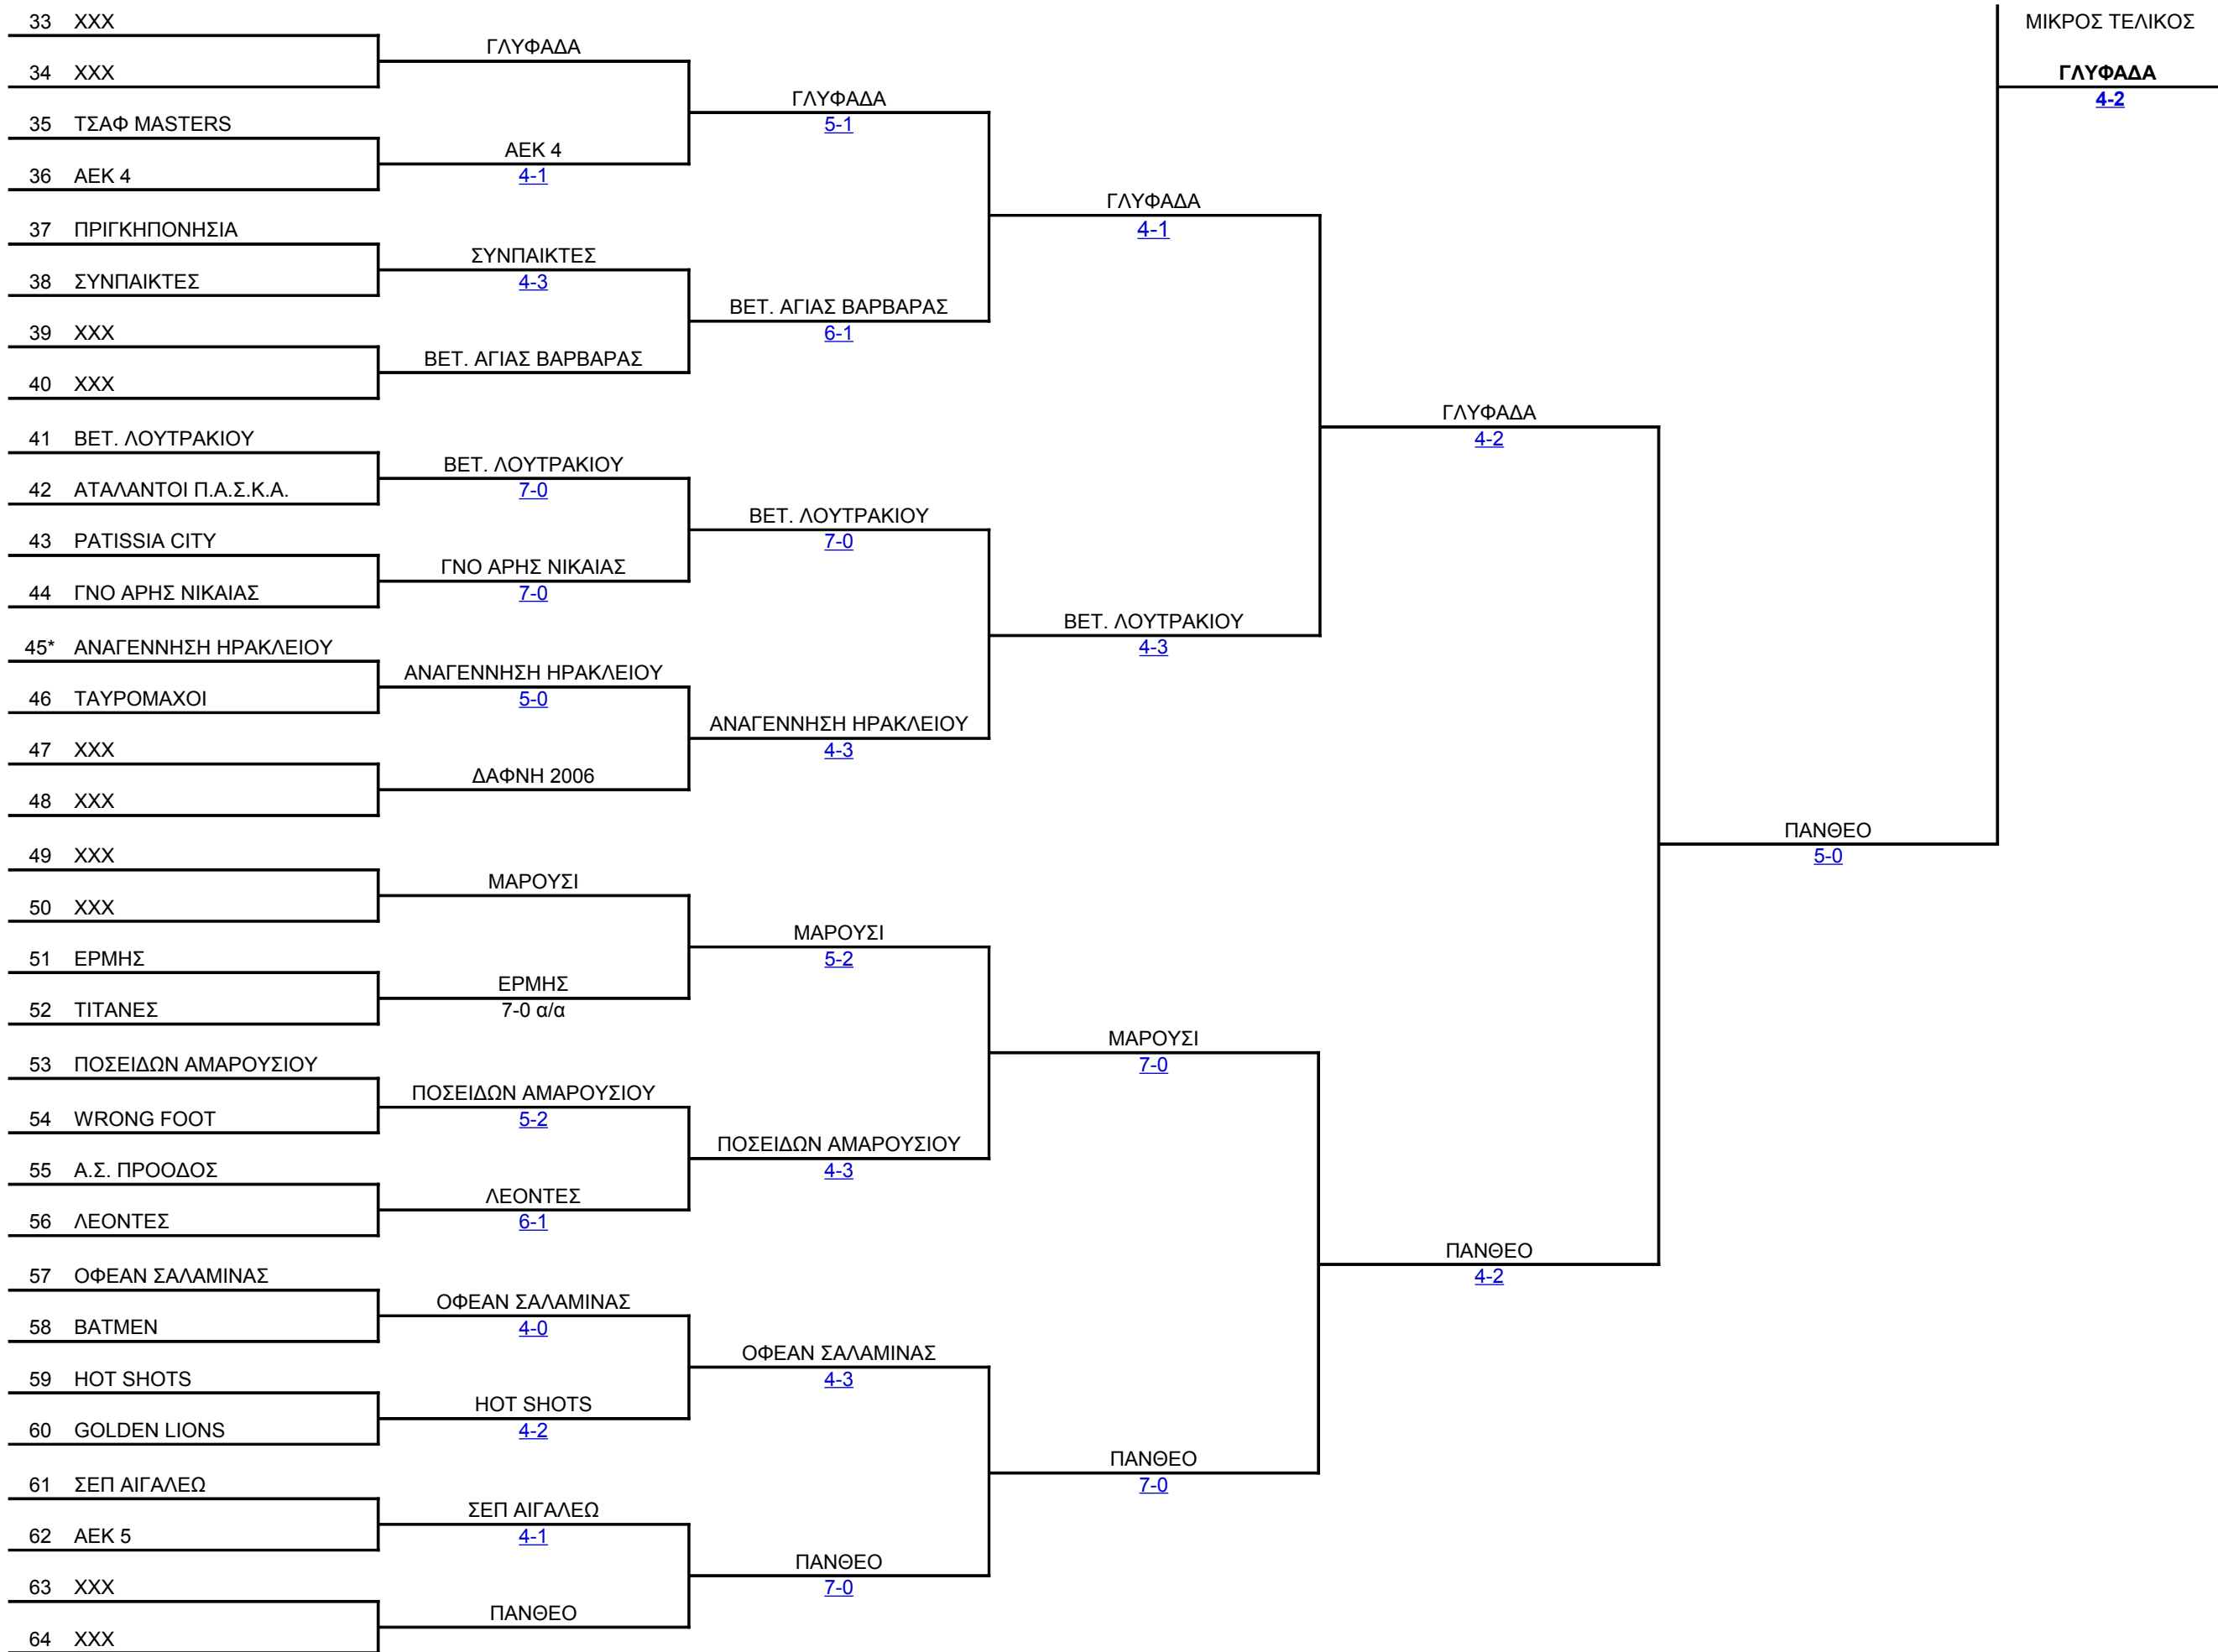 33 XXX
34 XXX
35 ΤΣΑΦ MASTERS
36 ΑΕΚ 4
37 ΠΡΙΓΚΗΠΟΝΗΣΙΑ
38 ΣΥΝΠΑΙΚΤΕΣ
39 XXX
40 XXX
41 ΒΕΤ. ΛΟΥΤΡΑΚΙΟΥ
42 ΑΤΑΛΑΝΤΟΙ Π.Α.Σ.Κ.Α.
43 PATISSIA CITY
44 ΓΝΟ ΑΡΗΣ ΝΙΚΑΙΑΣ
45* ΑΝΑΓΕΝΝΗΣΗ ΗΡΑΚΛΕΙΟΥ
46 ΤΑΥΡΟΜΑΧΟΙ
47 XXX
48 XXX
49 XXX
50 XXX
51 ΕΡΜΗΣ
52 ΤΙΤΑΝΕΣ
53 ΠΟΣΕΙΔΩΝ ΑΜΑΡΟΥΣΙΟΥ
54 WRONG FOOT
55 Α.Σ. ΠΡΟΟΔΟΣ
56 ΛΕΟΝΤΕΣ
57 ΟΦΕΑΝ ΣΑΛΑΜΙΝΑΣ
58 BATMEN
59 HOT SHOTS
60 GOLDEN LIONS
61 ΣΕΠ ΑΙΓΑΛΕΩ
62 ΑΕΚ 5
63 XXX
64 XXX
ΓΛΥΦΑΔΑ
ΑΕΚ 4
4-1
ΣΥΝΠΑΙΚΤΕΣ
4-3
ΒΕΤ. ΑΓΙΑΣ ΒΑΡΒΑΡΑΣ
ΒΕΤ. ΛΟΥΤΡΑΚΙΟΥ
7-0
ΓΝΟ ΑΡΗΣ ΝΙΚΑΙΑΣ
7-0
ΑΝΑΓΕΝΝΗΣΗ ΗΡΑΚΛΕΙΟΥ
5-0
ΔΑΦΝΗ 2006
ΜΑΡΟΥΣΙ
ΕΡΜΗΣ
7-0 α/α
ΠΟΣΕΙΔΩΝ ΑΜΑΡΟΥΣΙΟΥ
5-2
ΛΕΟΝΤΕΣ
6-1
ΟΦΕΑΝ ΣΑΛΑΜΙΝΑΣ
4-0
HOT SHOTS
4-2
ΣΕΠ ΑΙΓΑΛΕΩ
4-1
ΠΑΝΘΕΟ
ΓΛΥΦΑΔΑ
5-1
ΒΕΤ. ΑΓΙΑΣ ΒΑΡΒΑΡΑΣ
6-1
ΒΕΤ. ΛΟΥΤΡΑΚΙΟΥ
7-0
ΑΝΑΓΕΝΝΗΣΗ ΗΡΑΚΛΕΙΟΥ
4-3
ΜΑΡΟΥΣΙ
5-2
ΠΟΣΕΙΔΩΝ ΑΜΑΡΟΥΣΙΟΥ
4-3
ΟΦΕΑΝ ΣΑΛΑΜΙΝΑΣ
4-3
ΠΑΝΘΕΟ
7-0
ΓΛΥΦΑΔΑ
4-1
ΒΕΤ. ΛΟΥΤΡΑΚΙΟΥ
4-3
ΜΑΡΟΥΣΙ
7-0
ΠΑΝΘΕΟ
7-0
ΓΛΥΦΑΔΑ
4-2
ΠΑΝΘΕΟ
4-2
ΠΑΝΘΕΟ
5-0
ΜΙΚΡΟΣ ΤΕΛΙΚΟΣ
ΓΛΥΦΑΔΑ
4-2